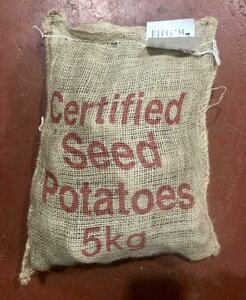 Certified
Seed
Potatoes
5kg